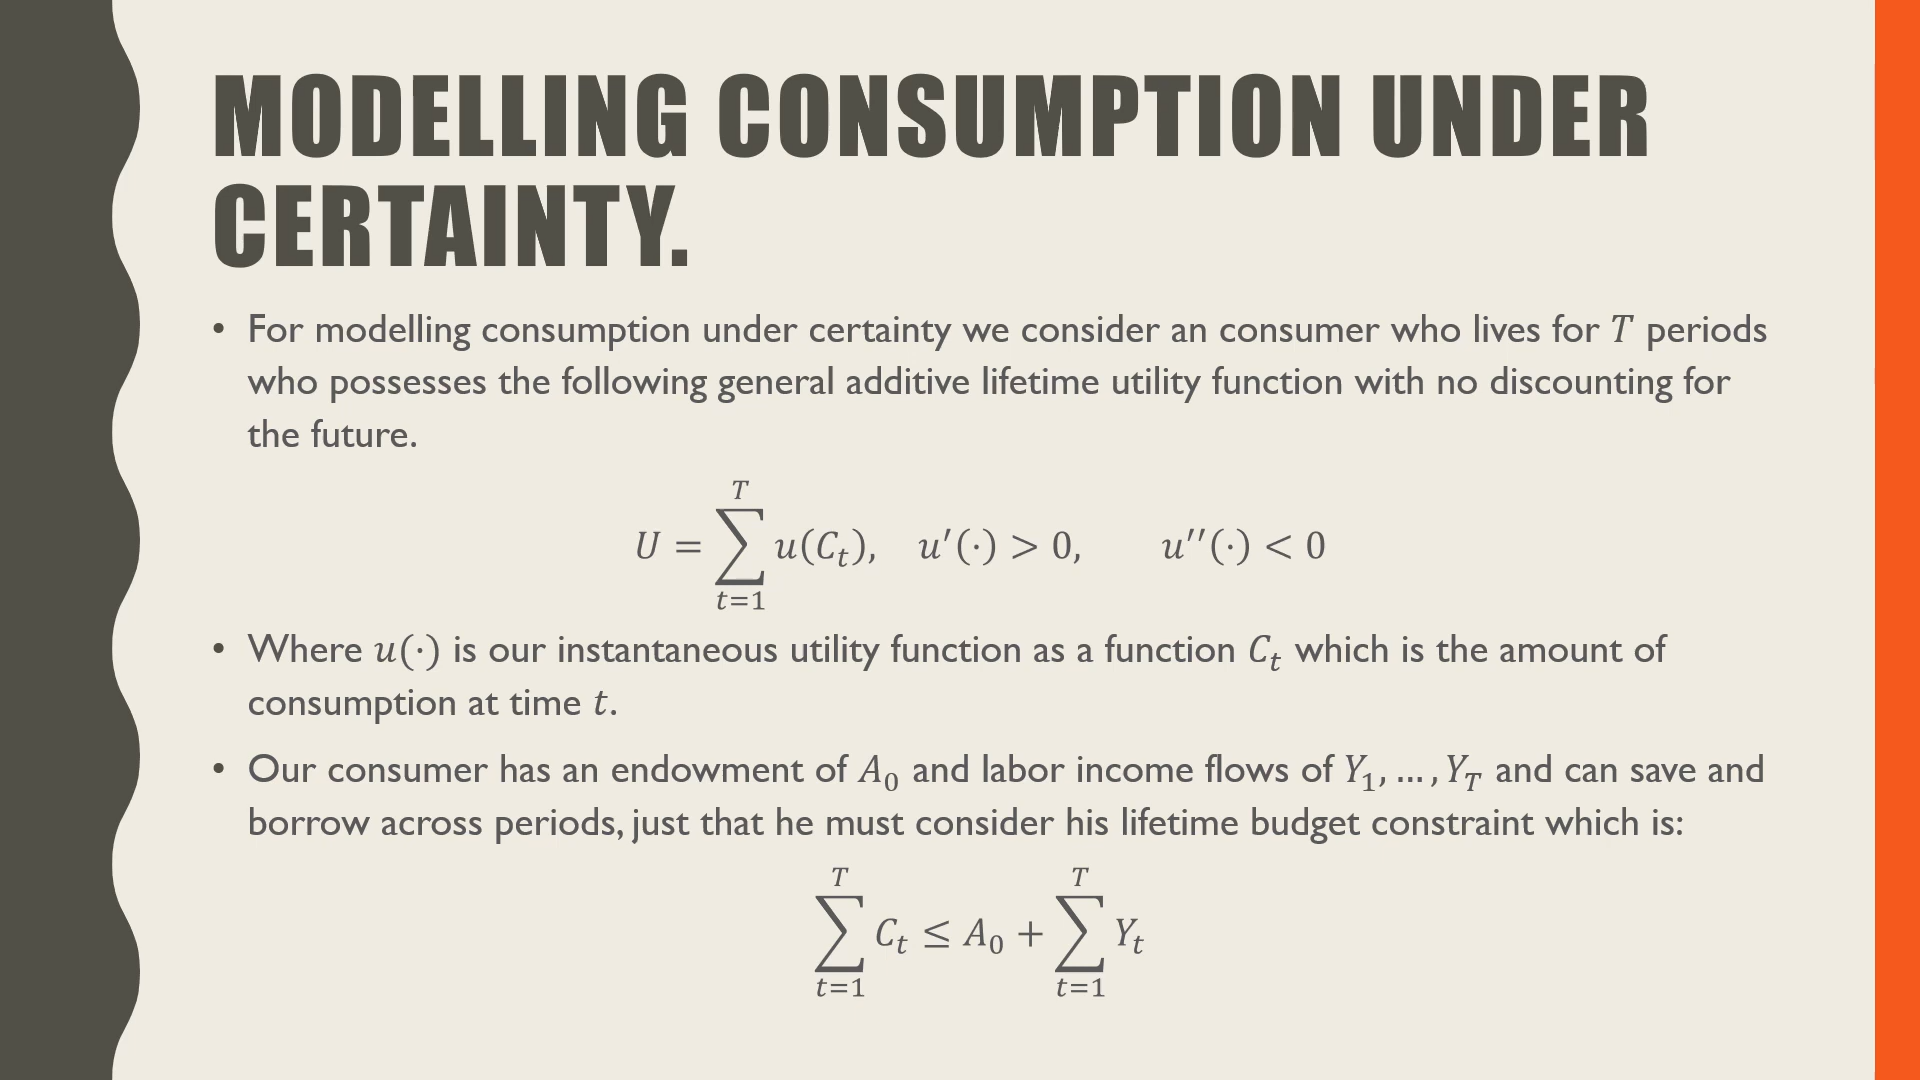 MODELLING CONSUMPTION UNDER
CERTAINTY.
• For modelling consumption under certainty we consider an consumer who lives for T periods
who possesses the following general additive lifetime utility function with no discounting for
the future.
U = ∑_{t=1}^{T} u(C_t), u′(·) > 0, u′′(·) < 0
• Where u(·) is our instantaneous utility function as a function C_t which is the amount of
consumption at time t.
• Our consumer has an endowment of A_0 and labor income flows of Y_1, … , Y_T and can save and
borrow across periods, just that he must consider his lifetime budget constraint which is:
∑_{t=1}^{T} C_t ≤ A_0 + ∑_{t=1}^{T} Y_t